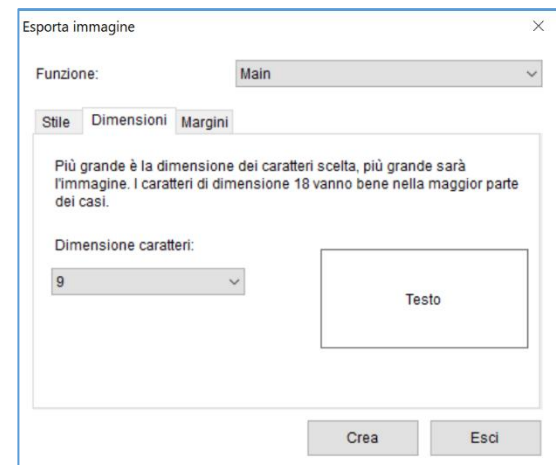 Esporta immagine
Funzione:
Main
Stile
Dimensioni
Margini
Più grande è la dimensione dei caratteri scelta, più grande sarà
l'immagine. I caratteri di dimensione 18 vanno bene nella maggior parte
dei casi.
Dimensione caratteri:
9
Testo
Crea
Esci